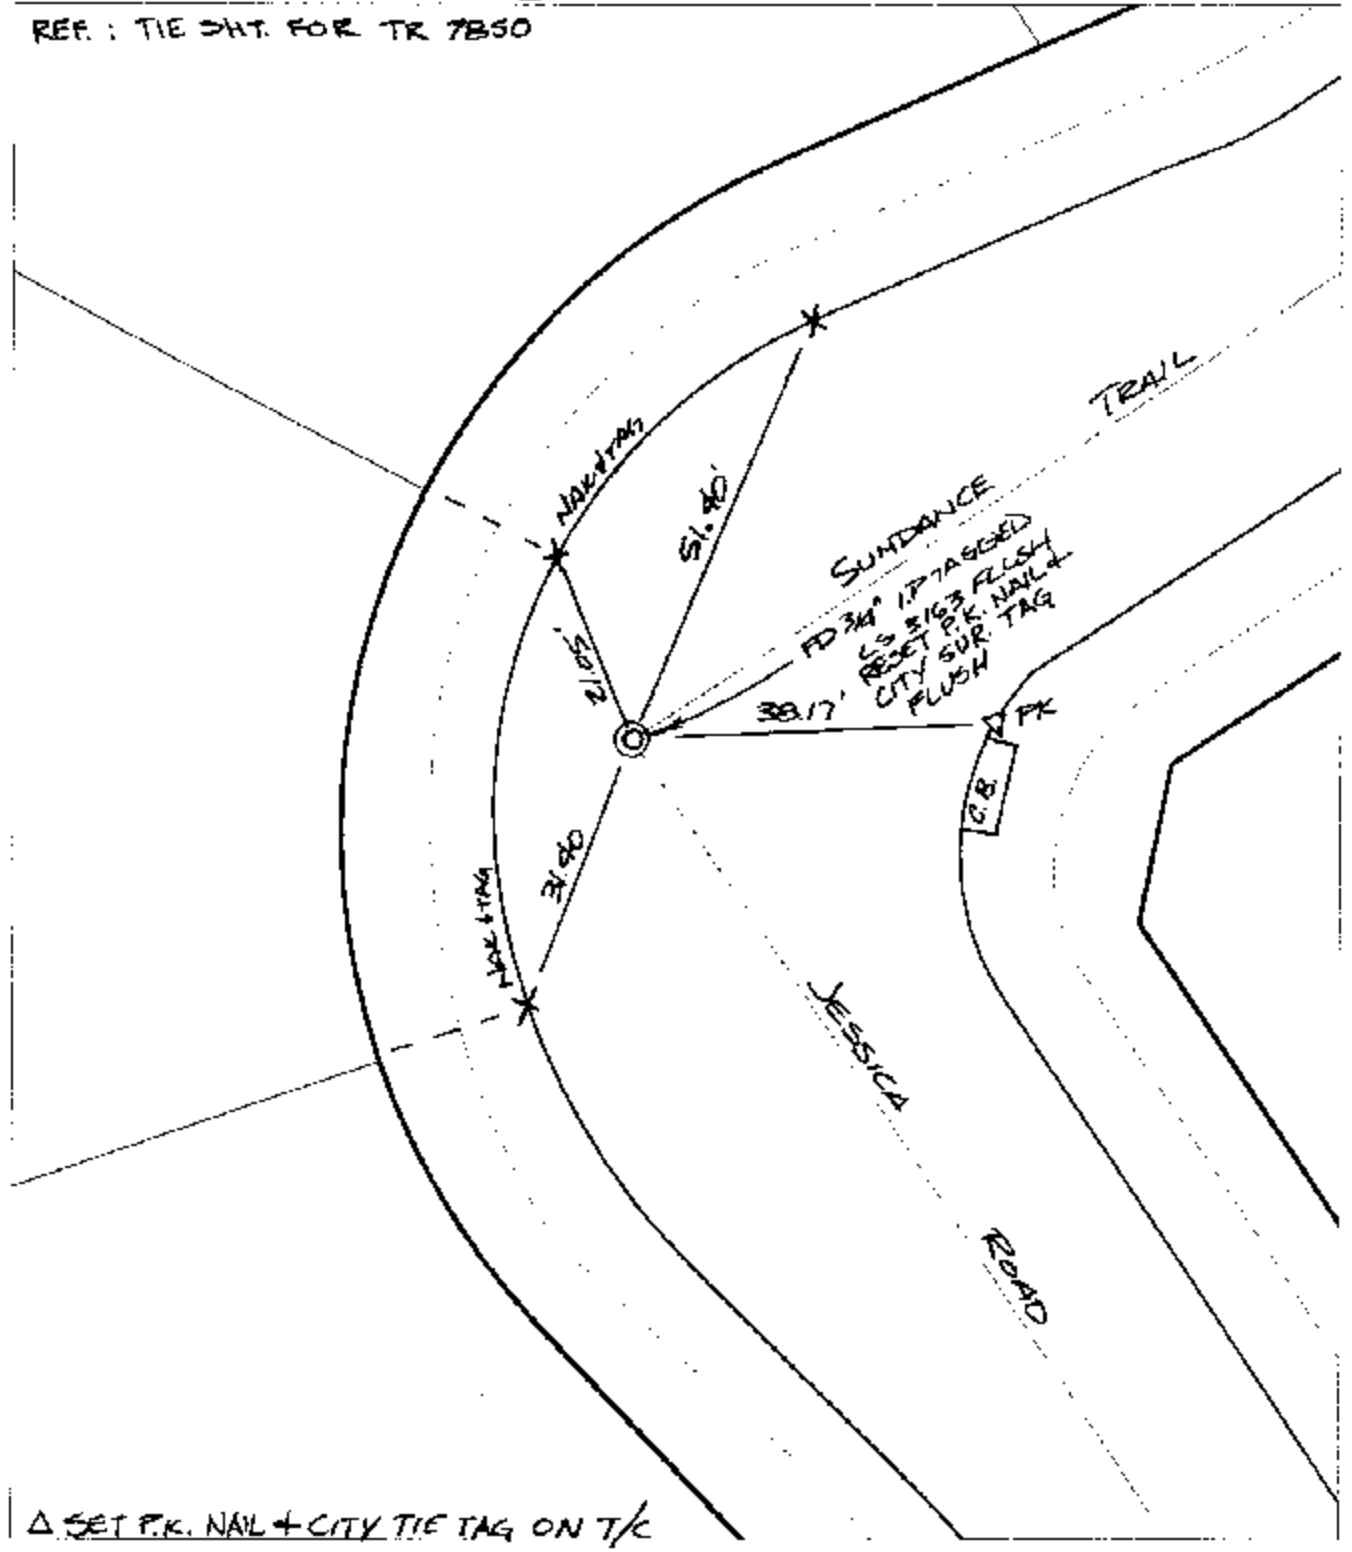 REF. : TIE SHT. FOR TR 7850
TRAIL
NAIL & TAG
51.40'
SUNDANCE
FD 3/4" I.P. TAGGED
LS 3163 FLUSH
RESET P.K. NAIL &
CITY SUR. TAG
FLUSH
21.05'
38.17'
PK
C.B.
31.40
NAIL & TAG
JESSICA
ROAD
Δ SET P.K. NAIL & CITY TIE TAG ON T/C